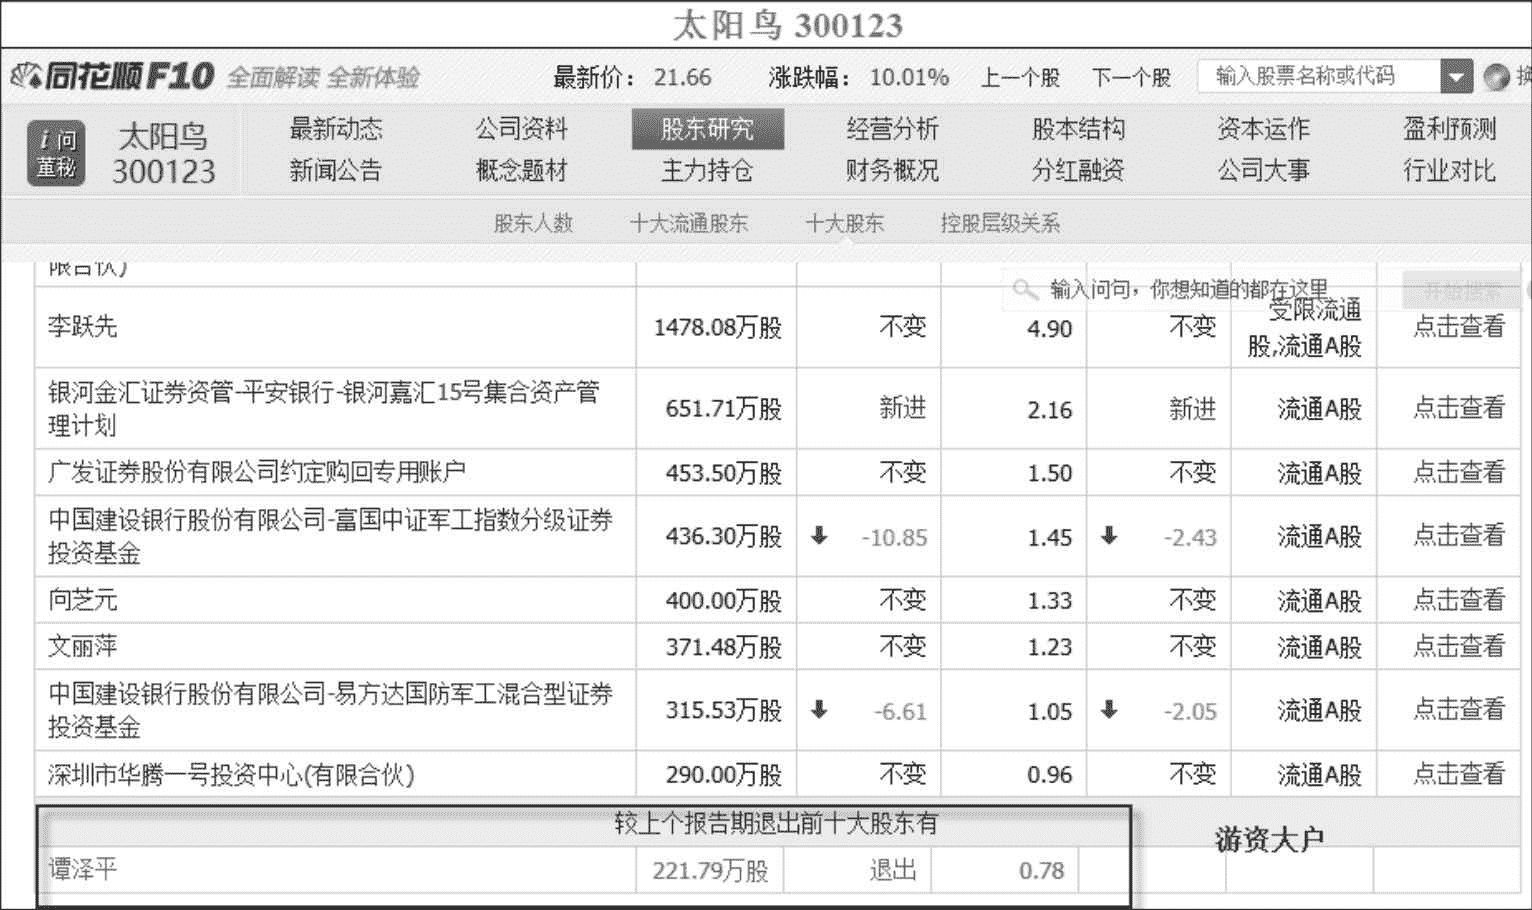 太阳鸟 300123
同花顺F10 全面解读 全新体验 最新价： 21.66 涨跌幅： 10.01% 上一个股 下一个股 输入股票名称或代码 换
i问董秘 太阳鸟 300123
最新动态 公司资料 股东研究 经营分析 股本结构 资本运作 盈利预测
新闻公告 概念题材 主力持仓 财务概况 分红融资 公司大事 行业对比
股东人数 十大流通股东 十大股东 控股层级关系
限合伙)
输入问句，你想知道的都在这里 开始搜索
李跃先 1478.08万股 不变 4.90 不变 受限流通股,流通A股 点击查看
银河金汇证券资管-平安银行-银河嘉汇15号集合资产管
理计划 651.71万股 新进 2.16 新进 流通A股 点击查看
广发证券股份有限公司约定购回专用账户 453.50万股 不变 1.50 不变 流通A股 点击查看
中国建设银行股份有限公司-富国中证军工指数分级证券
投资基金 436.30万股 ⬇ -10.85 1.45 ⬇ -2.43 流通A股 点击查看
向芝元 400.00万股 不变 1.33 不变 流通A股 点击查看
文丽萍 371.48万股 不变 1.23 不变 流通A股 点击查看
中国建设银行股份有限公司-易方达国防军工混合型证券
投资基金 315.53万股 ⬇ -6.61 1.05 ⬇ -2.05 流通A股 点击查看
深圳市华腾一号投资中心(有限合伙) 290.00万股 不变 0.96 不变 流通A股 点击查看
较上个报告期退出前十大股东有
游资大户
谭泽平 221.79万股 退出 0.78